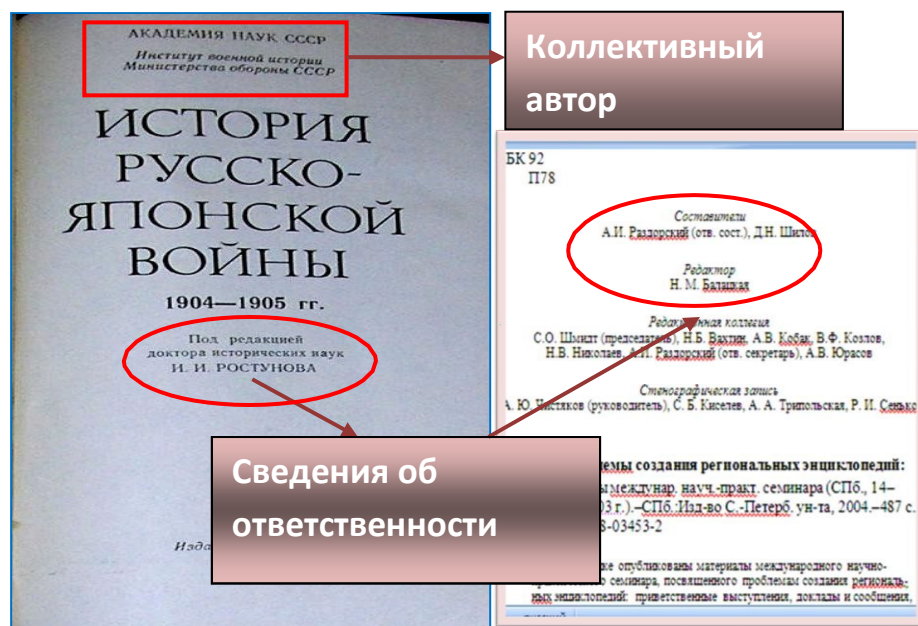 АКАДЕМИЯ НАУК СССР
Институт военной истории
Министерства обороны СССР
ИСТОРИЯ
РУССКО-
ЯПОНСКОЙ
ВОЙНЫ
1904—1905 гг.
Под редакцией
доктора исторических наук
И. И. РОСТУНОВА
Изда
Коллективный
автор
БК 92
П78
Составители
А.И. Раздорский (отв. сост.), Д.Н. Шилов
Редактор
Н. М. Балацкая
Редакционная коллегия
С.О. Шмидт (председатель), Н.Б. Вахтин, А.В. Кобак, В.Ф. Козлов,
Н.В. Николаев, А.И. Раздорский (отв. секретарь), А.В. Юрасов
Стенографическая запись
А. Ю. Чистяков (руководитель), С. Б. Киселев, А. А. Трипольская, Р. И. Сенько
Сведения об
ответственности
емы создания региональных энциклопедий:
ы междунар. науч.-практ. семинара (СПб., 14–
03 г.).–СПб.:Изд-во С.-Петерб. ун-та, 2004.–487 с.
8-03453-2
ке опубликованы материалы международного научно-
семинара, посвященного проблемам создания региональ-
ных энциклопедий: приветственные выступления, доклады и сообщения,